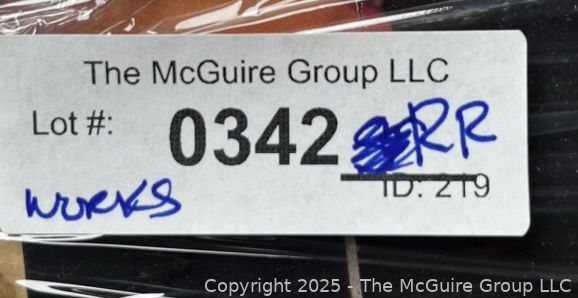 The McGuire Group LLC
Lot #: 0342 RR
ID: 219
WORKS
Copyright 2025 - The McGuire Group LLC